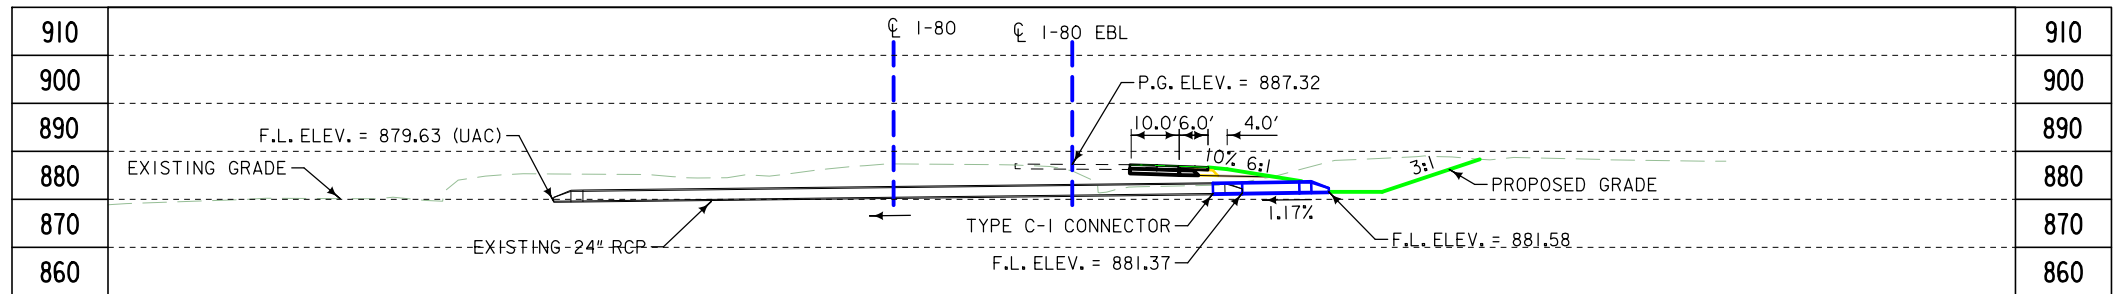 910
900
890
880
870
860
℄ I-80
℄ I-80 EBL
P.G. ELEV. = 887.32
F.L. ELEV. = 879.63 (UAC)
10.0' 6.0' 4.0'
EXISTING GRADE
10% 6:1
3:1
PROPOSED GRADE
TYPE C-I CONNECTOR
1.17%
EXISTING 24" RCP
F.L. ELEV. = 881.58
F.L. ELEV. = 881.37
910
900
890
880
870
860